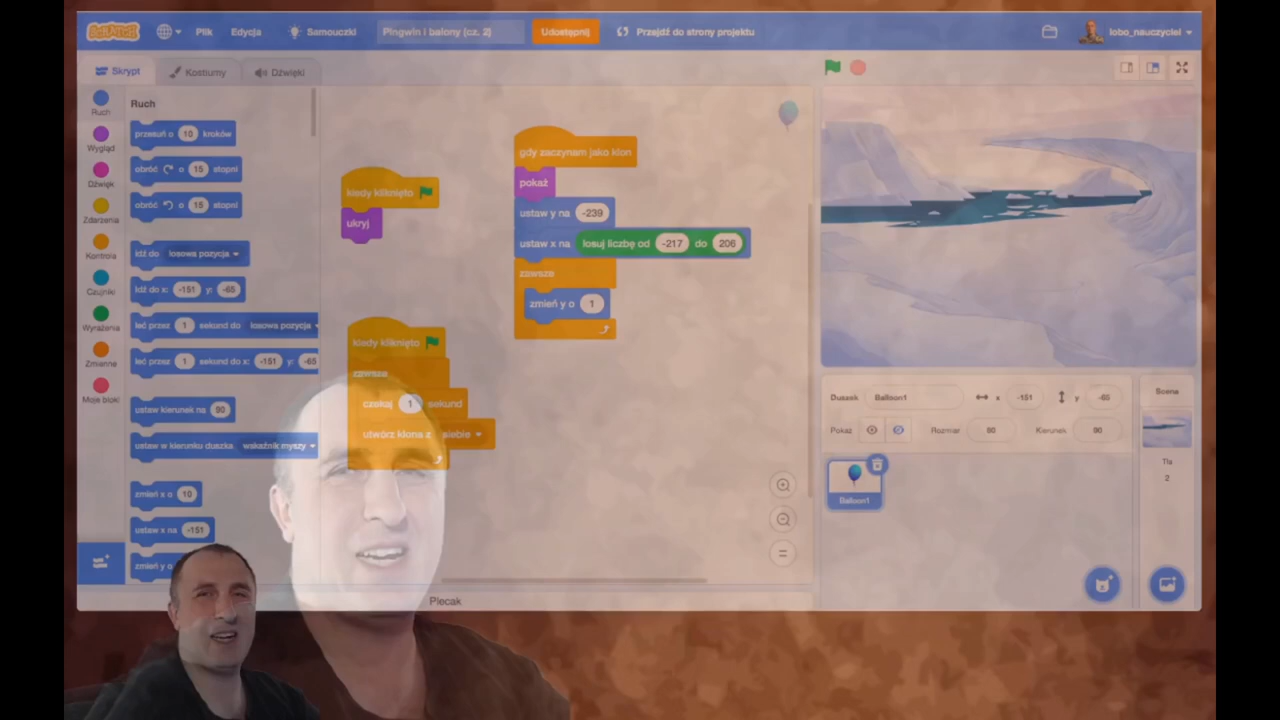 SCRATCH
Plik
Edycja
Samouczki
Pingwin i balony (cz. 2)
Udostępnij
Przejdź do strony projektu
lobo_nauczyciel
Skrypt
Kostiumy
Dźwięki
Ruch
Wygląd
Dźwięk
Zdarzenia
Kontrola
Czujniki
Wyrażenia
Zmienne
Moje bloki
Ruch
przesuń o 10 kroków
obróć o 15 stopni
obróć o 15 stopni
idź do losowa pozycja
idź do x: -151 y: -65
leć przez 1 sekund do losowa pozycja
leć przez 1 sekund do x: -151 y: -65
ustaw kierunek na 90
ustaw w kierunku duszka wskaźnik myszy
zmień x o 10
ustaw x na -151
zmień y o
kiedy kliknięto
ukryj
kiedy kliknięto
zawsze
czekaj 1 sekund
utwórz klona z siebie
gdy zaczynam jako klon
pokaż
ustaw y na -239
ustaw x na losuj liczbę od -217 do 206
zawsze
zmień y o 1
Plecak
Duszek Balloon1 x -151 y -65
Pokaż Rozmiar 60 Kierunek 90
Balloon1
Scena
Tła
2